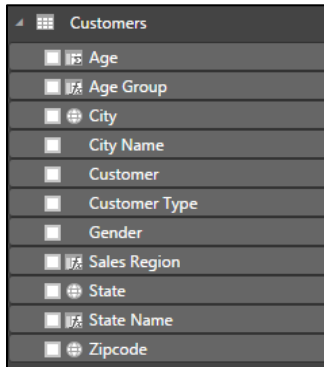 Customers
Age
Age Group
City
City Name
Customer
Customer Type
Gender
Sales Region
State
State Name
Zipcode